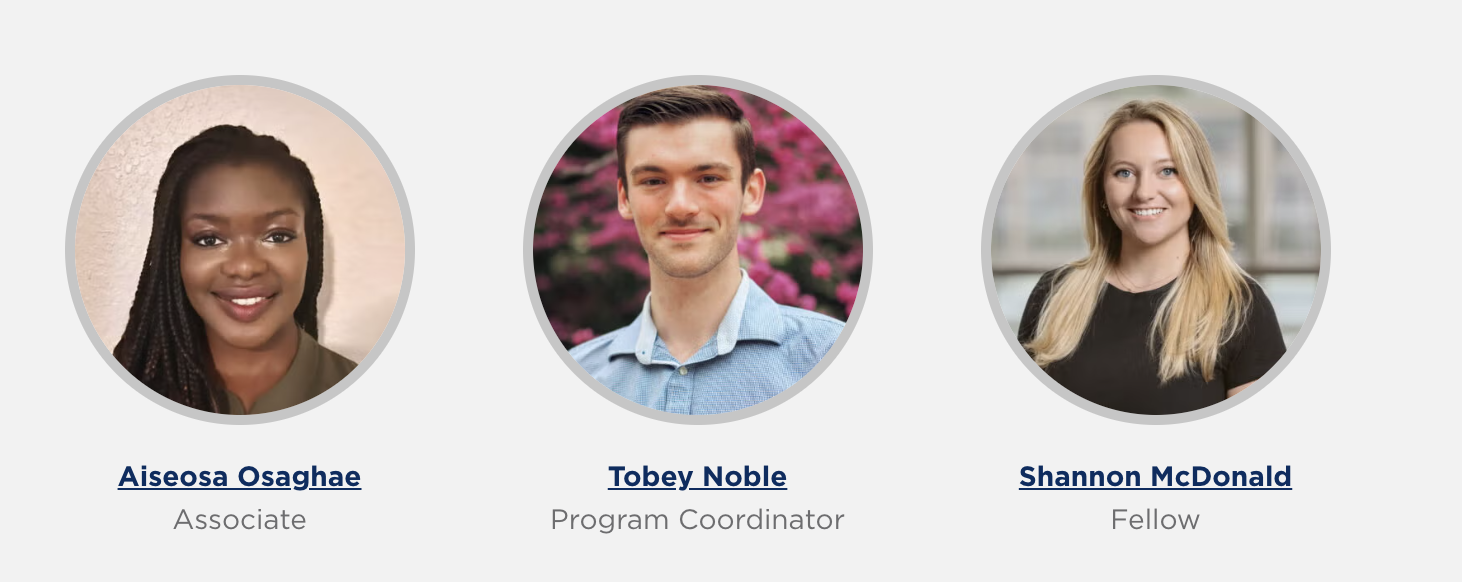 Aiseosa Osaghae
Associate
Tobey Noble
Program Coordinator
Shannon McDonald
Fellow